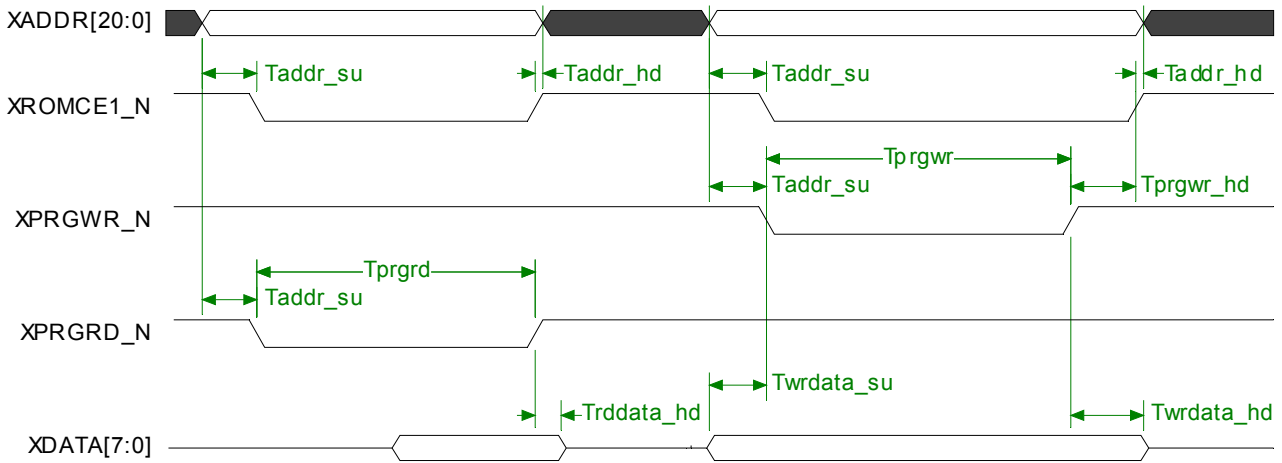 XADDR[20:0]
Taddr_su Taddr_hd Taddr_su Taddr_hd
XROMCE1_N
Tprgwr
Taddr_su Tprgwr_hd
XPRGWR_N
Tprgrd
Taddr_su
XPRGRD_N
Twrdata_su
Trddata_hd Twrdata_hd
XDATA[7:0]